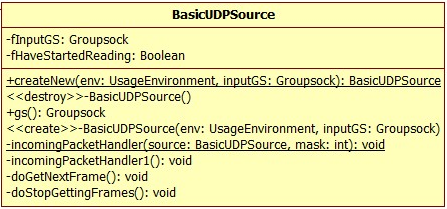 BasicUDPSource
-fInputGS: Groupsock
-fHaveStartedReading: Boolean
+createNew(env: UsageEnvironment, inputGS: Groupsock): BasicUDPSource
<<destroy>>-BasicUDPSource()
+gs(): Groupsock
<<create>>-BasicUDPSource(env: UsageEnvironment, inputGS: Groupsock)
-incomingPacketHandler(source: BasicUDPSource, mask: int): void
-incomingPacketHandler1(): void
-doGetNextFrame(): void
-doStopGettingFrames(): void